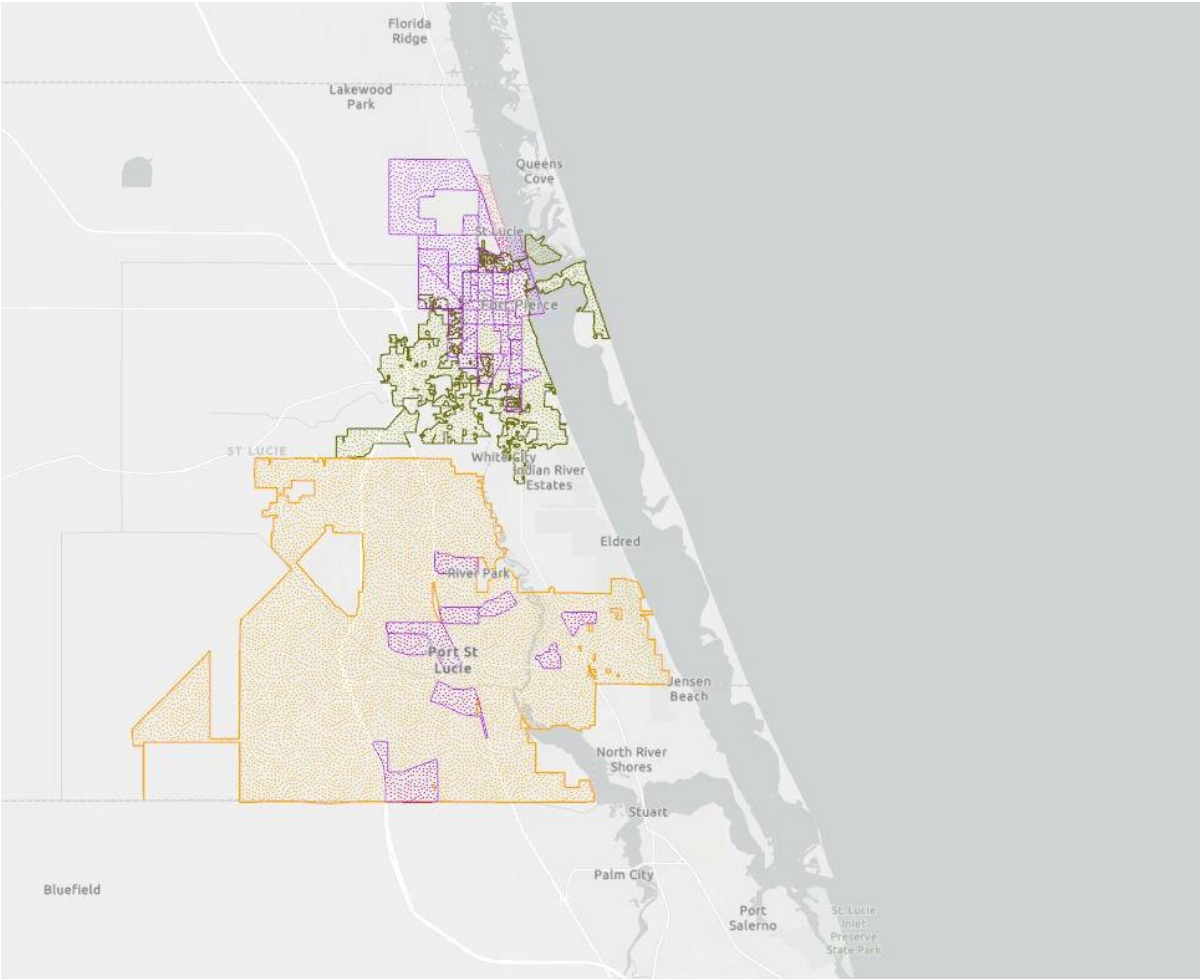 Florida
Ridge
Lakewood
Park
Queens
Cove
St Lucie
Fort Pierce
ST LUCIE
White City
Indian River
Estates
Eldred
River Park
Port St
Lucie
Jensen
Beach
North River
Shores
Stuart
Palm City
Bluefield
Port
Salerno
St. Lucie
Inlet
Preserve
State Park